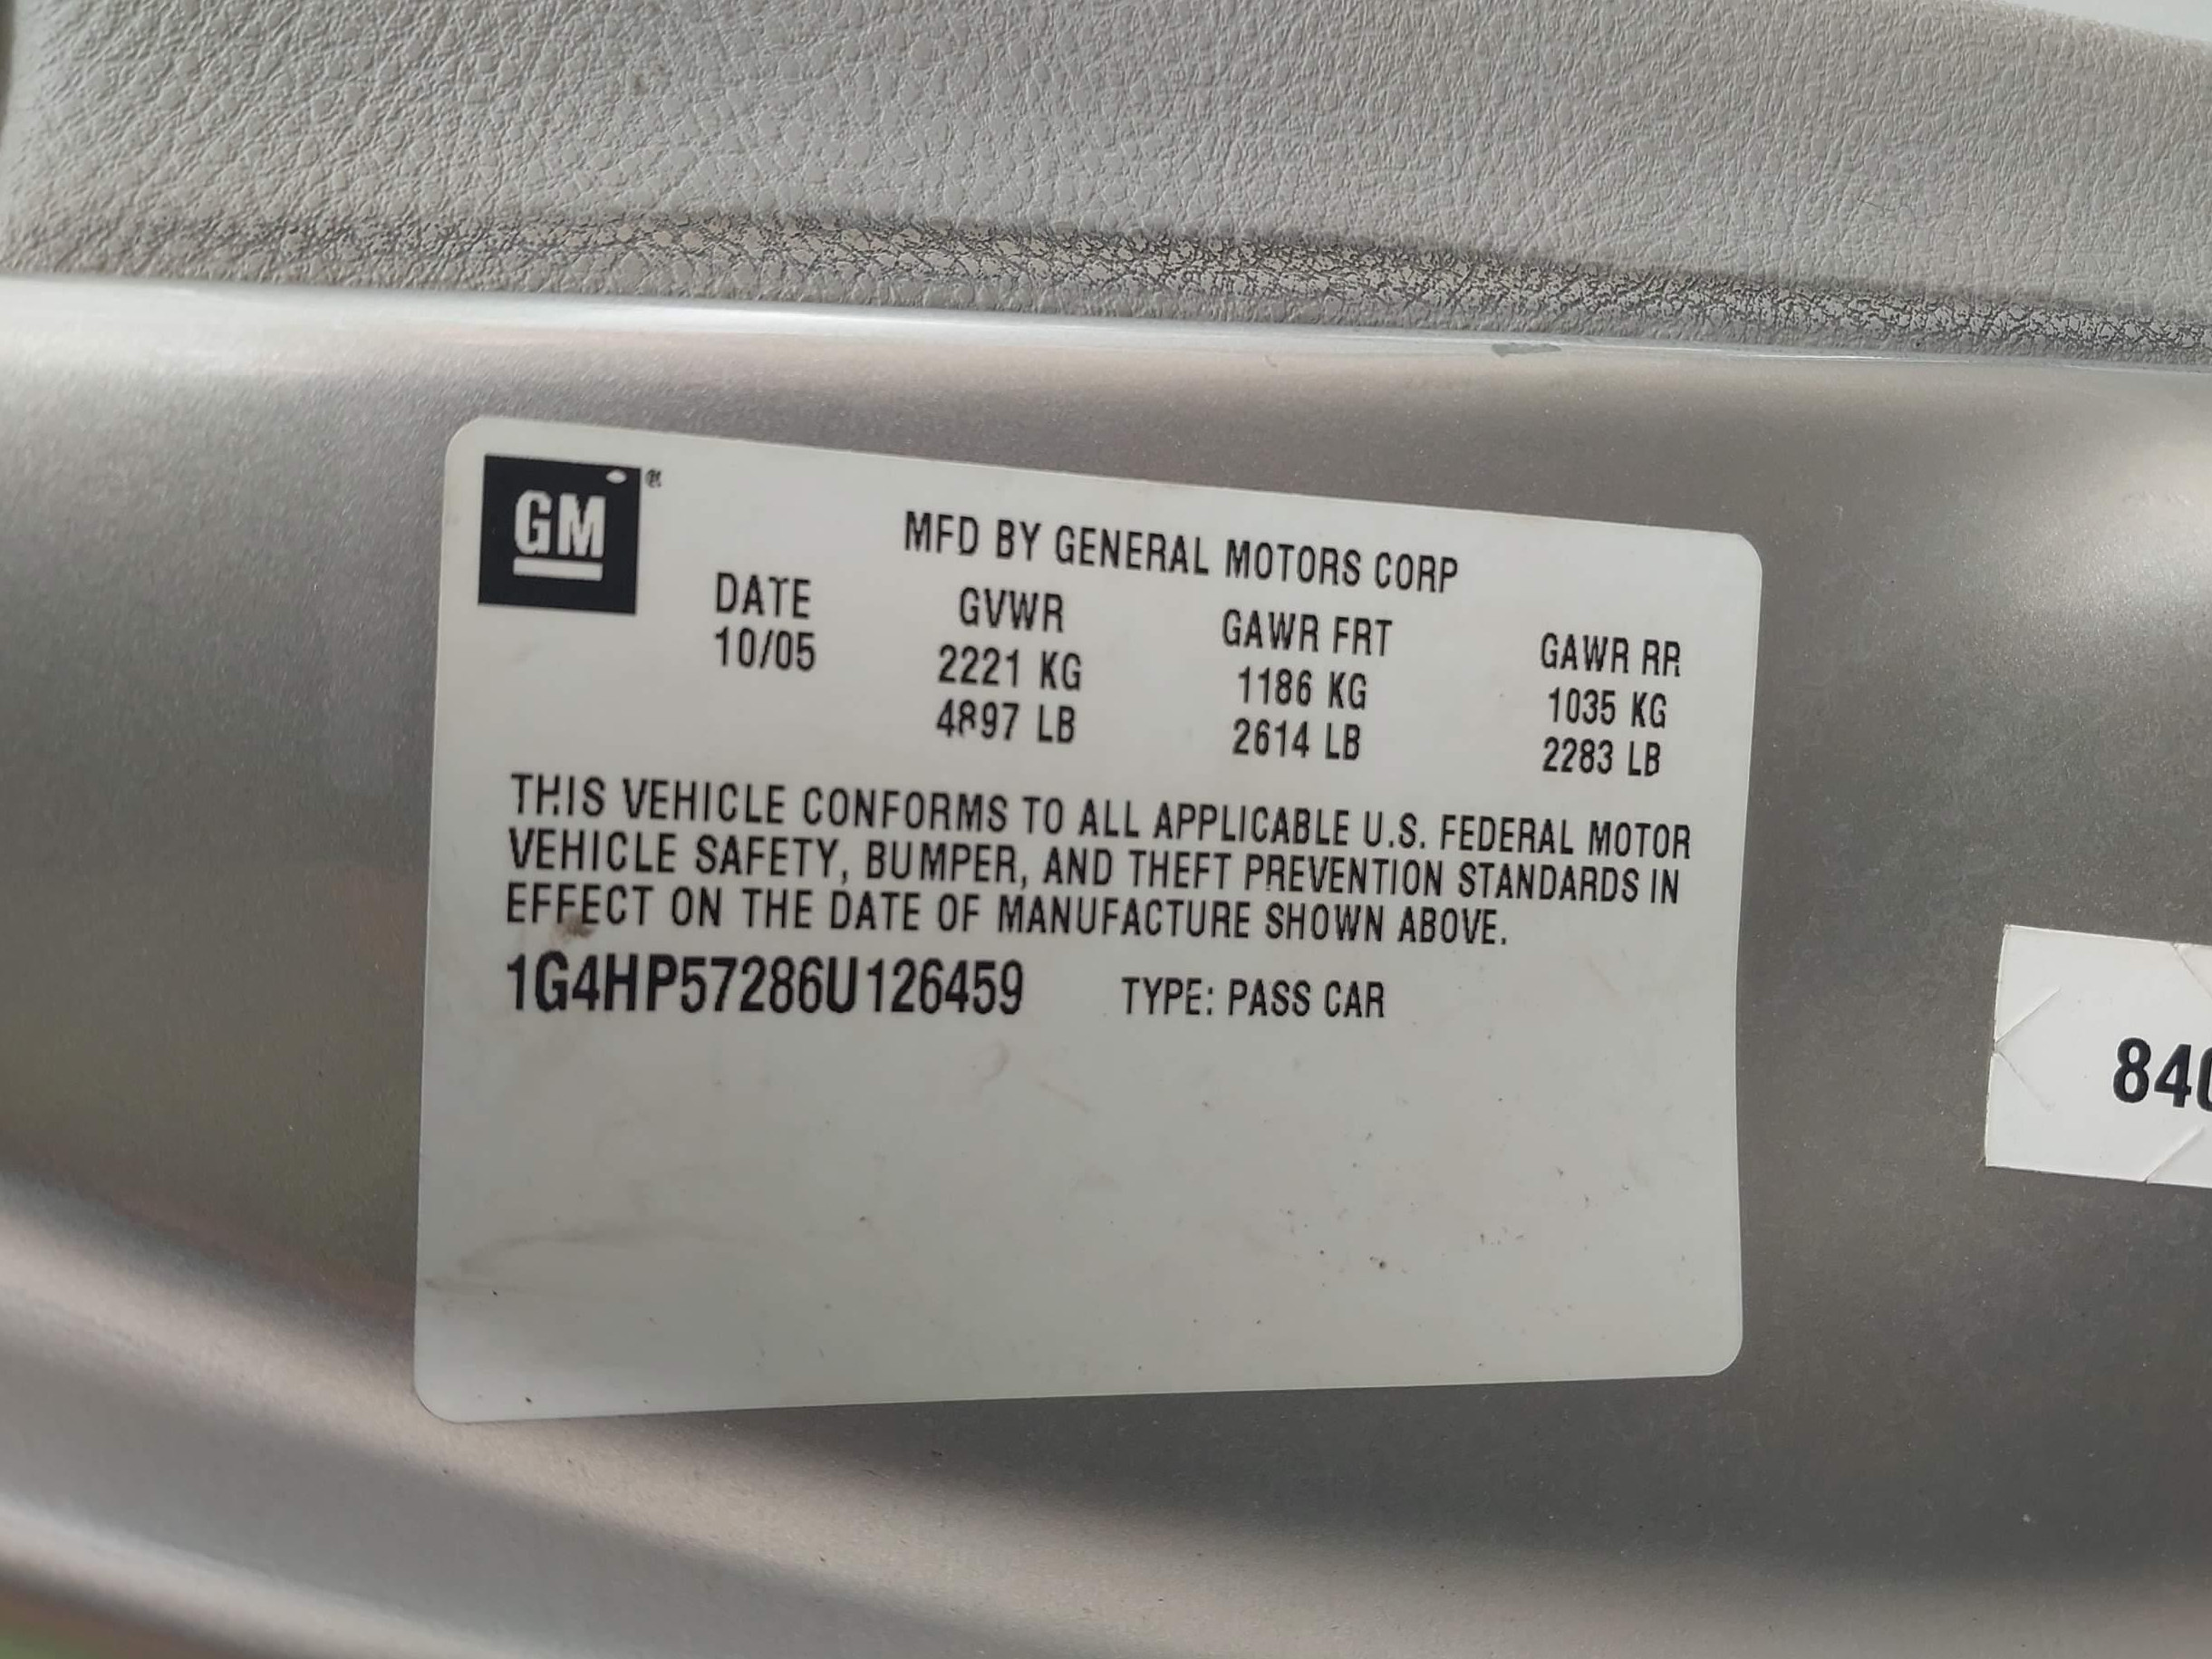 GM ®
MFD BY GENERAL MOTORS CORP
DATE GVWR GAWR FRT GAWR RR
10/05 2221 KG 1186 KG 1035 KG
4897 LB 2614 LB 2283 LB
THIS VEHICLE CONFORMS TO ALL APPLICABLE U.S. FEDERAL MOTOR
VEHICLE SAFETY, BUMPER, AND THEFT PREVENTION STANDARDS IN
EFFECT ON THE DATE OF MANUFACTURE SHOWN ABOVE.
1G4HP57286U126459 TYPE: PASS CAR